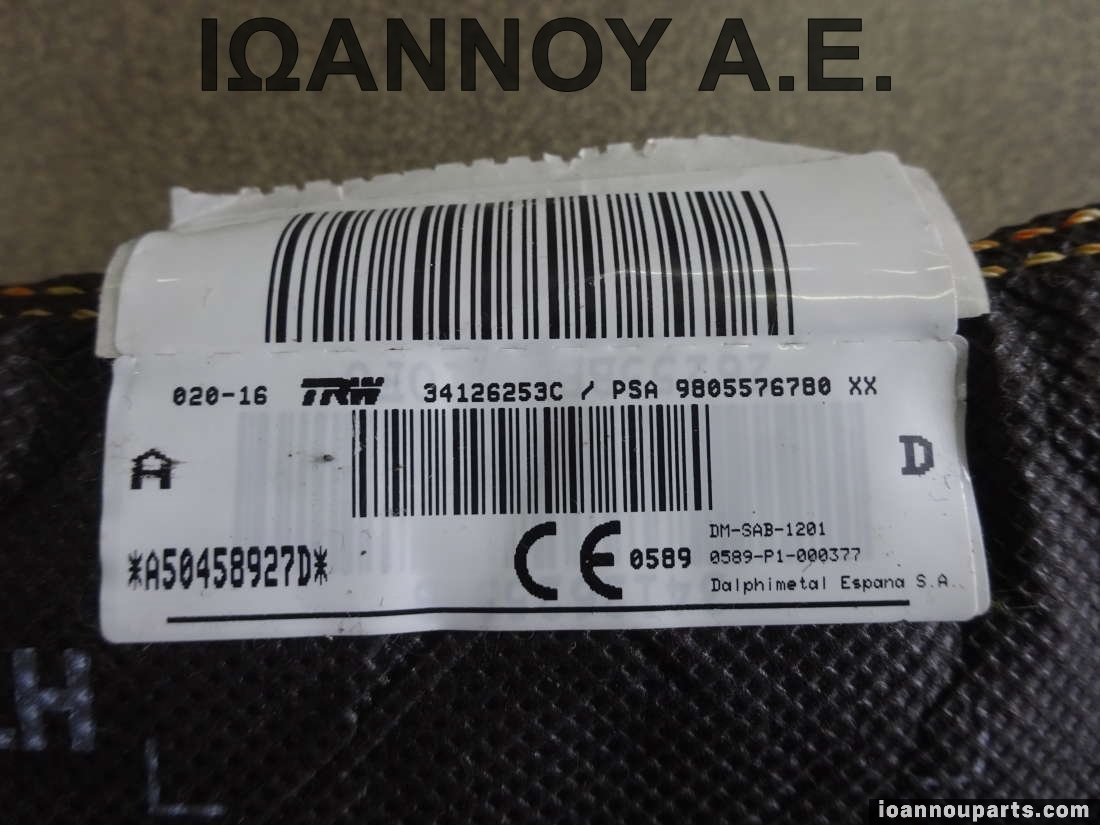 ΙΩΑΝΝΟΥ Α.Ε.
020-16 TRW 34126253C / PSA 9805576780 XX
A D
*A50458927D*
CE 0589
DM-SAB-1201
0589-P1-000377
Dalphimetal Espana S.A.
LH
L
ioannouparts.com